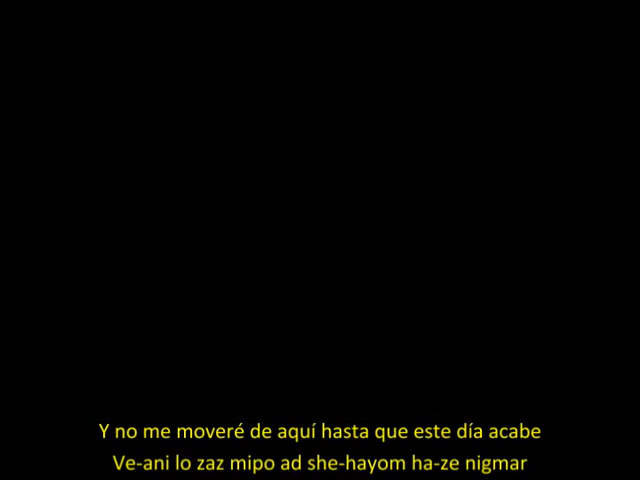 Y no me moveré de aquí hasta que este día acabe
Ve-ani lo zaz mipo ad she-hayom ha-ze nigmar